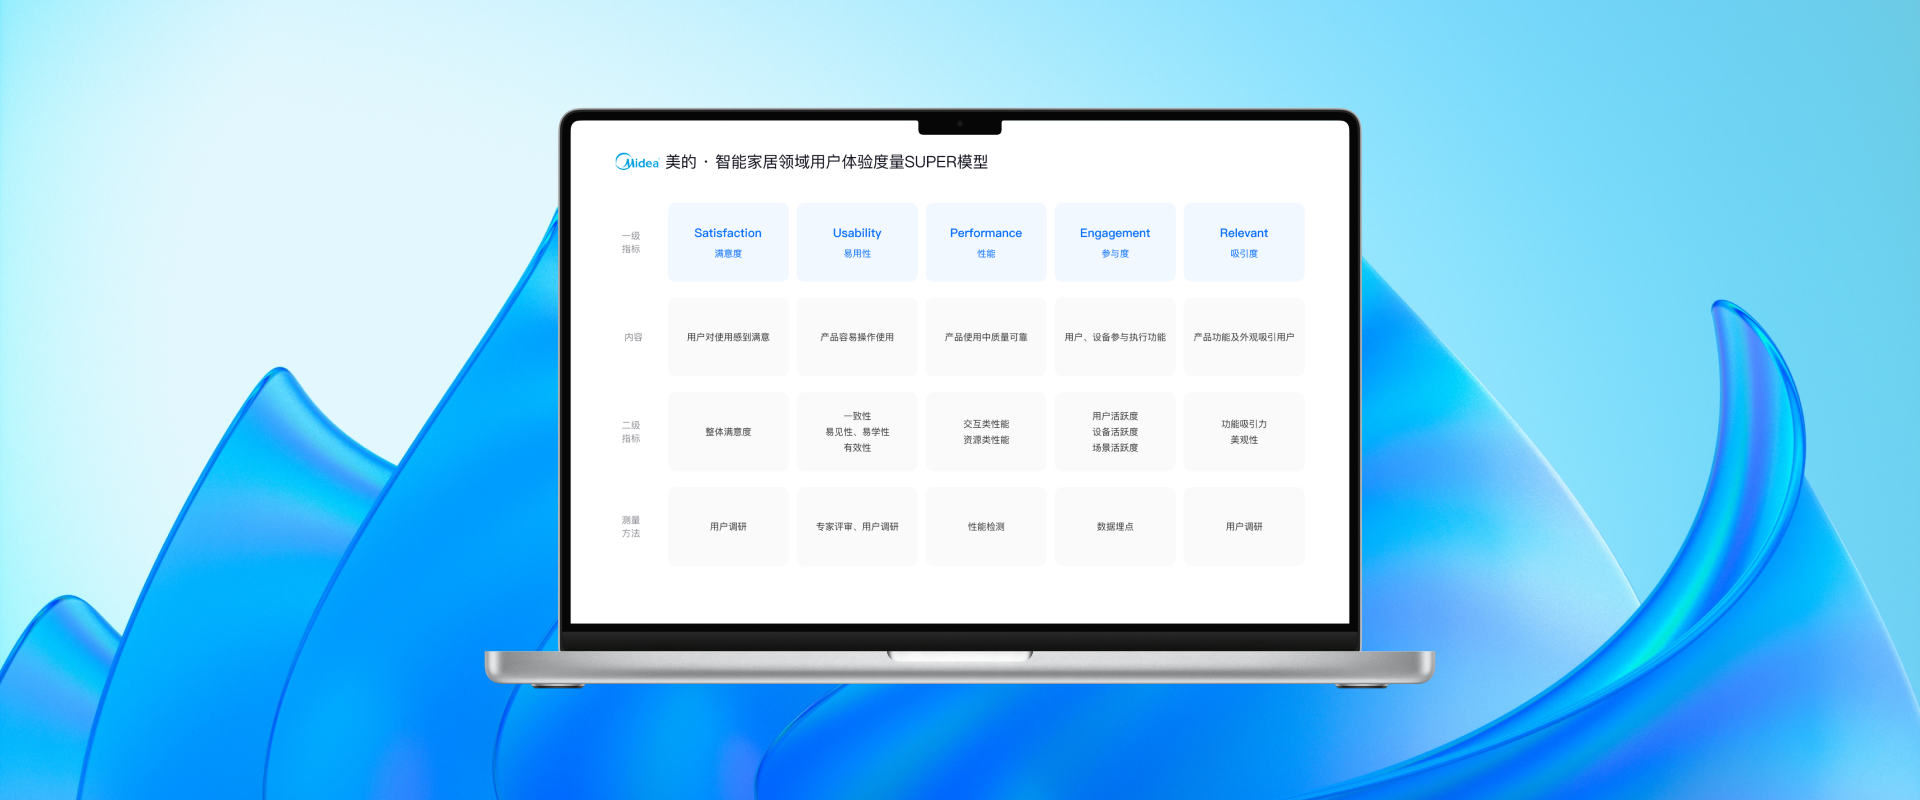 Midea 美的 · 智能家居领域用户体验度量SUPER模型
一级
指标
Satisfaction
满意度
Usability
易用性
Performance
性能
Engagement
参与度
Relevant
吸引度
内容
用户对使用感到满意
产品容易操作使用
产品使用中质量可靠
用户、设备参与执行功能
产品功能及外观吸引用户
二级
指标
整体满意度
一致性
易见性、易学性
有效性
交互类性能
资源类性能
用户活跃度
设备活跃度
场景活跃度
功能吸引力
美观性
测量
方法
用户调研
专家评审、用户调研
性能检测
数据埋点
用户调研